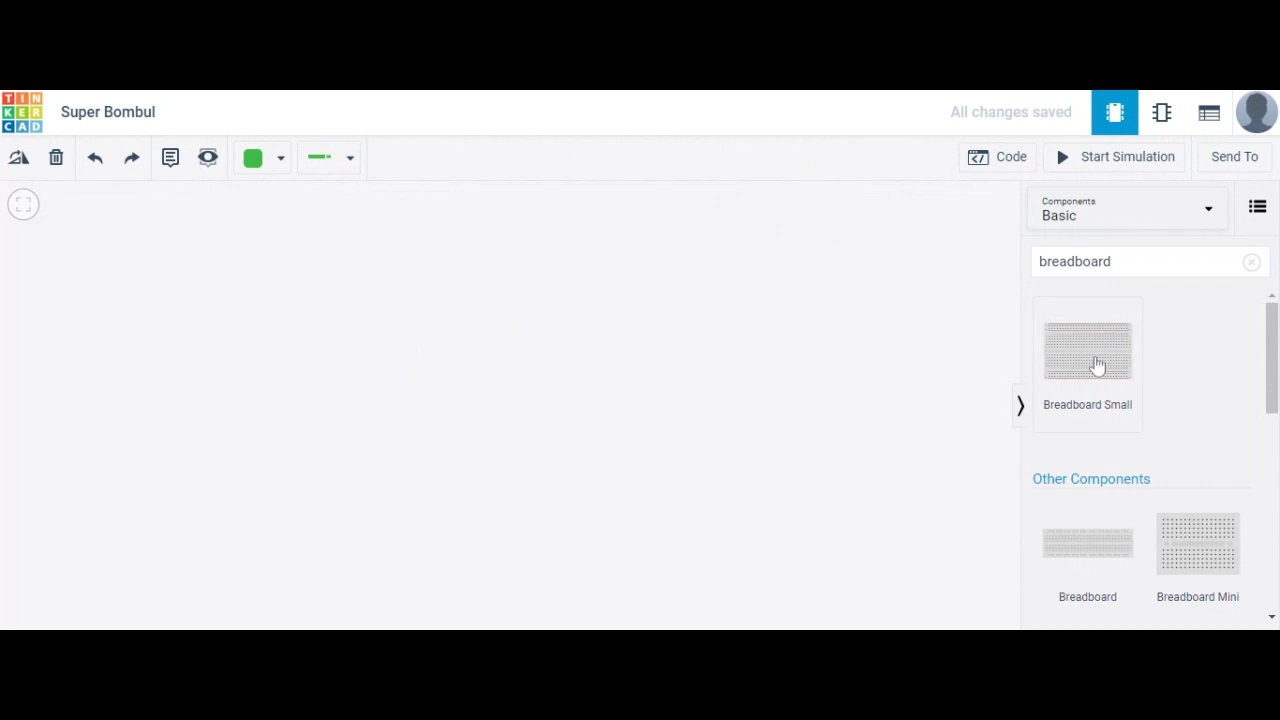 TIN
KER
CAD
Super Bombul
All changes saved
Code
Start Simulation
Send To
Components
Basic
breadboard
Breadboard Small
Other Components
Breadboard
Breadboard Mini